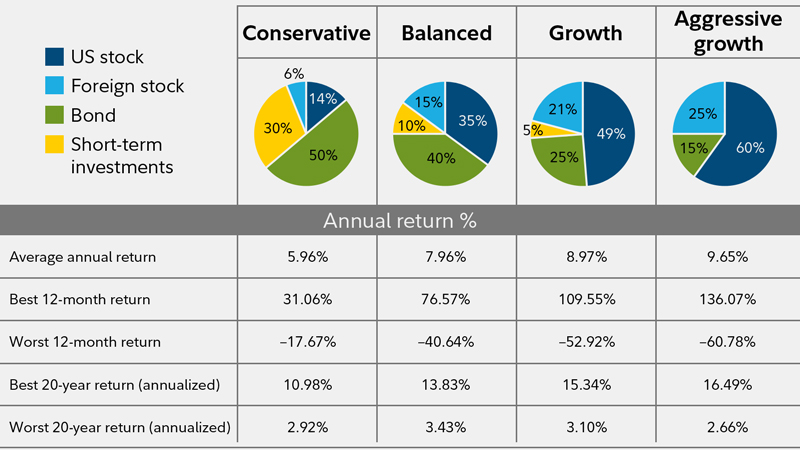 Conservative
Balanced
Growth
Aggressive
growth
US stock
Foreign stock
Bond
Short-term
investments
6%
14%
30%
50%
15%
35%
10%
40%
21%
49%
5%
25%
25%
60%
15%
Annual return %
Average annual return 5.96% 7.96% 8.97% 9.65%
Best 12-month return 31.06% 76.57% 109.55% 136.07%
Worst 12-month return –17.67% –40.64% –52.92% –60.78%
Best 20-year return (annualized) 10.98% 13.83% 15.34% 16.49%
Worst 20-year return (annualized) 2.92% 3.43% 3.10% 2.66%